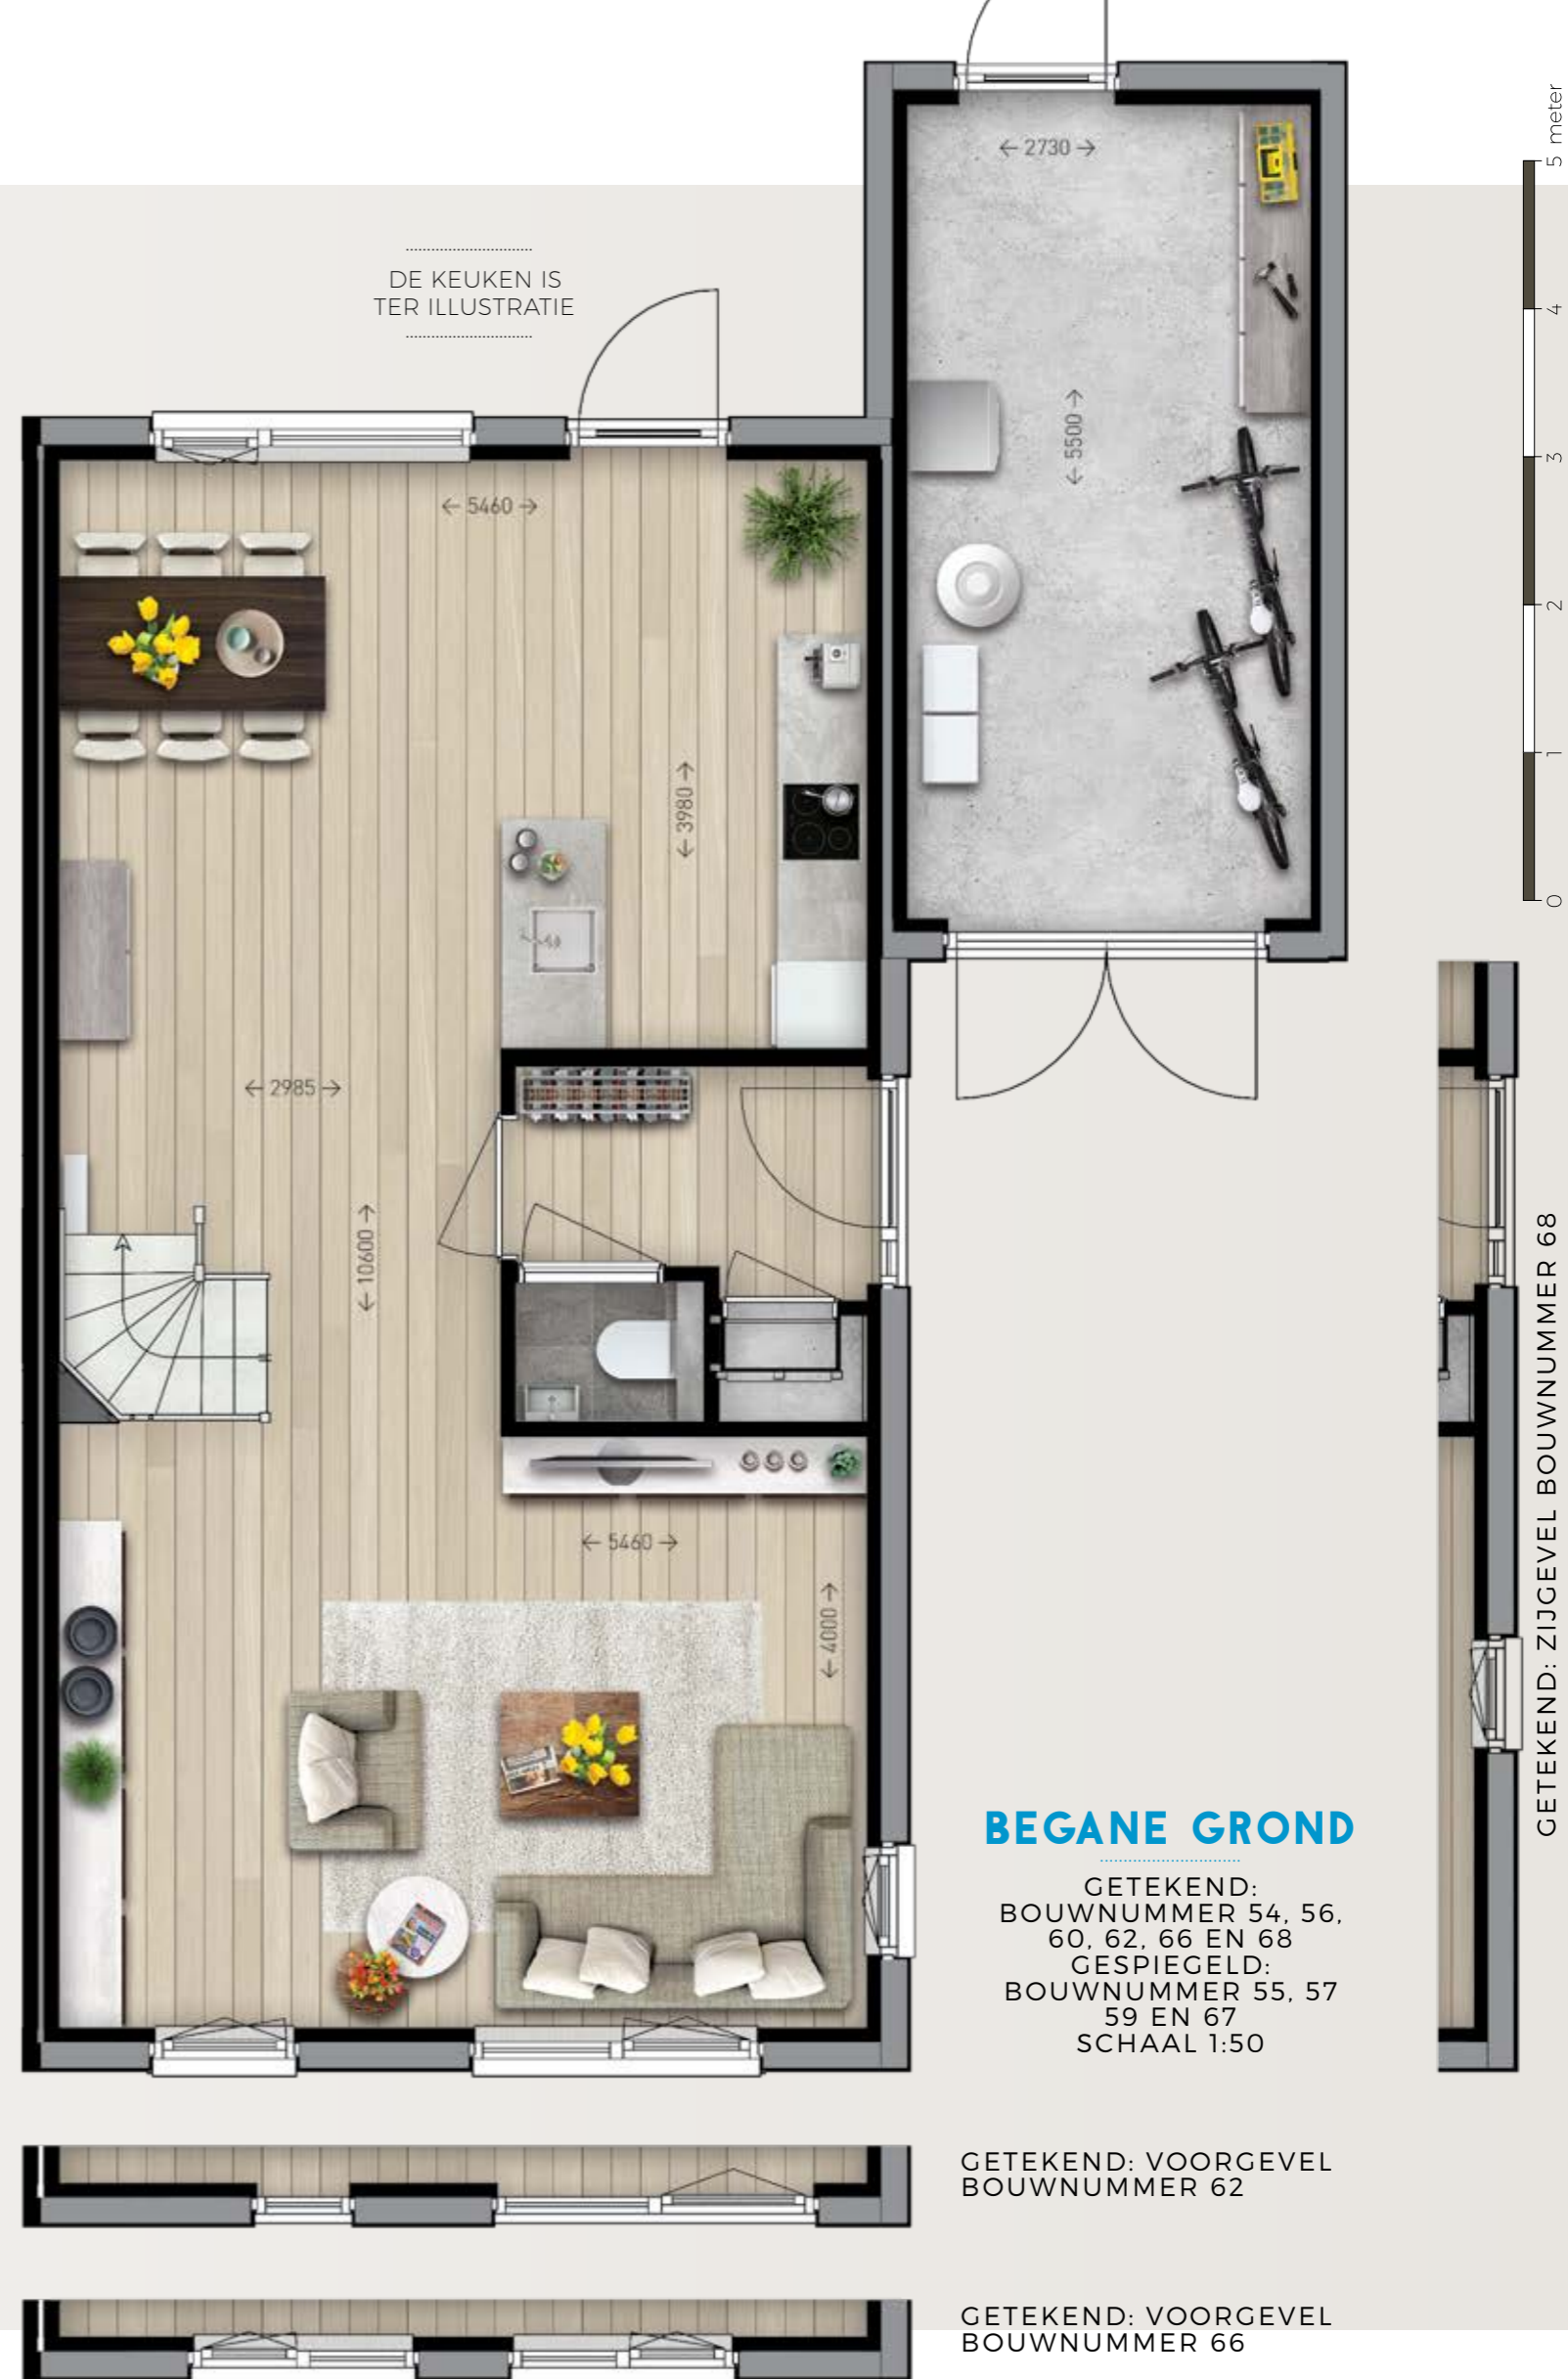 ← 2730 →
5 meter
4
3
2
1
0
DE KEUKEN IS
TER ILLUSTRATIE
← 5500 →
← 5460 →
← 3980 →
← 2985 →
← 10600 →
← 5460 →
← 4000 →
GETEKEND: ZIJGEVEL BOUWNUMMER 68
BEGANE GROND
GETEKEND:
BOUWNUMMER 54, 56,
60, 62, 66 EN 68
GESPIEGELD:
BOUWNUMMER 55, 57
59 EN 67
SCHAAL 1:50
GETEKEND: VOORGEVEL
BOUWNUMMER 62
GETEKEND: VOORGEVEL
BOUWNUMMER 66